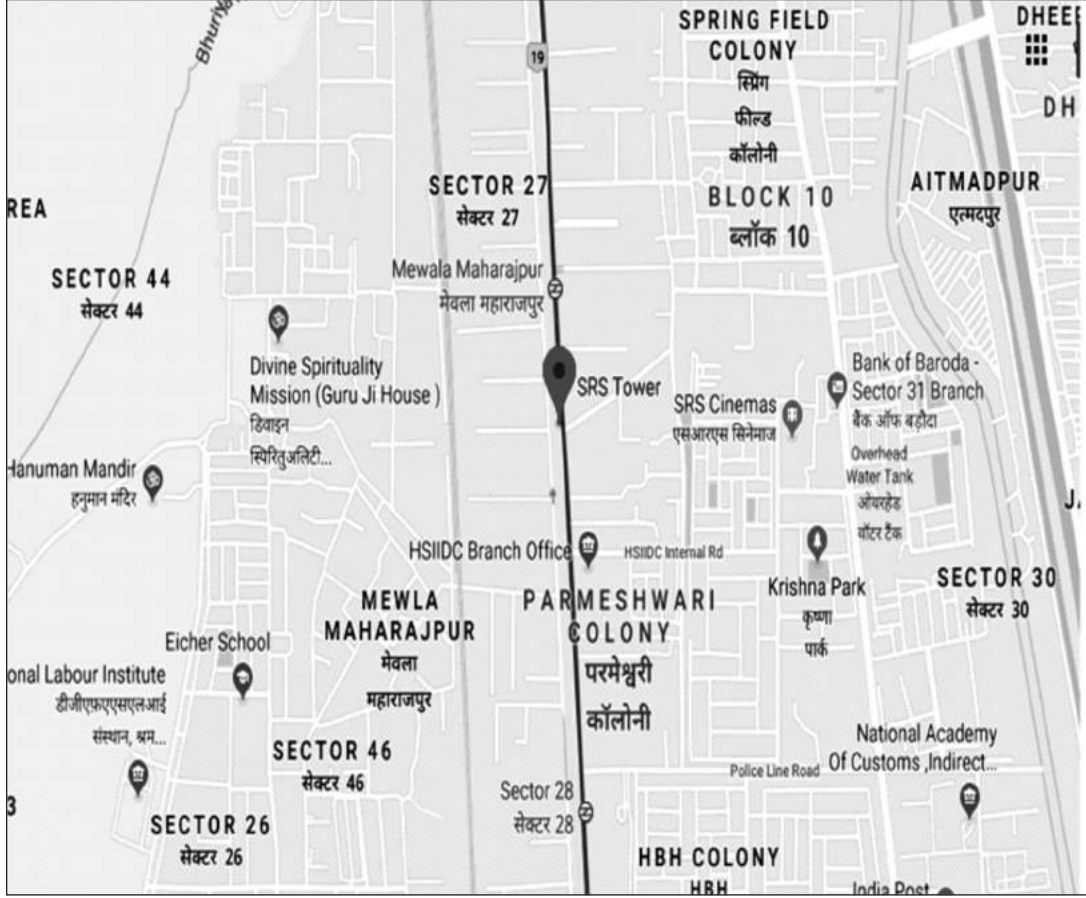 Bhuriya
19
SPRING FIELD
COLONY
स्प्रिंग
फील्ड
कॉलोनी
DHEE
DH
SECTOR 27
सेक्टर 27
BLOCK 10
ब्लॉक 10
AITMADPUR
एत्मदपुर
REA
SECTOR 44
सेक्टर 44
Mewala Maharajpur
मेवला महाराजपुर
Divine Spirituality
Mission (Guru Ji House )
डिवाइन
स्पिरितुअलिटी...
SRS Tower
SRS Cinemas
एसआरएस सिनेमाज
Bank of Baroda -
Sector 31 Branch
बैंक ऑफ बड़ौदा
Overhead
Water Tank
ओवरहेड
वॉटर टैंक
Hanuman Mandir
हनुमान मंदिर
J
HSIIDC Branch Office
HSIIDC Internal Rd
Krishna Park
कृष्णा
पार्क
SECTOR 30
सेक्टर 30
MEWLA
MAHARAJPUR
मेवला
महाराजपुर
PARMESHWARI
COLONY
परमेश्वरी
कॉलोनी
Eicher School
onal Labour Institute
डीजीएफ़एएसएलआई
संस्थान, श्रम...
SECTOR 46
सेक्टर 46
National Academy
Of Customs ,Indirect...
Police Line Road
Sector 28
सेक्टर 28
3
SECTOR 26
सेक्टर 26
HBH COLONY
HBH
India Post